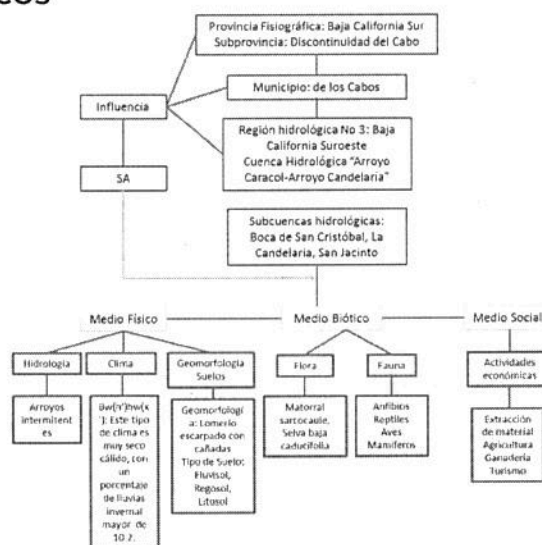 Provincia Fisiográfica: Baja California Sur
Subprovincia: Discontinuidad del Cabo
Influencia
Municipio: de los Cabos
Región hidrológica No 3: Baja
California Suroeste
Cuenca Hidrológica "Arroyo
Caracol-Arroyo Candelaria"
SA
Subcuencas hidrológicas:
Boca de San Cristóbal, La
Candelaria, San Jacinto
Medio Físico
Medio Biótico
Medio Social
Hidrología
Clima
Geomorfología
Suelos
Flora
Fauna
Actividades
económicas
Arroyos
intermitent
es
Bw(h')hw(x
'): Este tipo
de clima es
muy seco
cálido, con
un
porcentaje
de lluvias
invernal
mayor de
10.2.
Geomorfologí
a: Lomerío
escarpado con
cañadas
Tipo de Suelo:
Fluvisol,
Regosol,
Litosol
Matorral
sarcocaule,
Selva baja
caducifolia
Anfibios
Reptiles
Aves
Mamíferos
Extracción
de material
Agricultura
Ganadería
Turismo